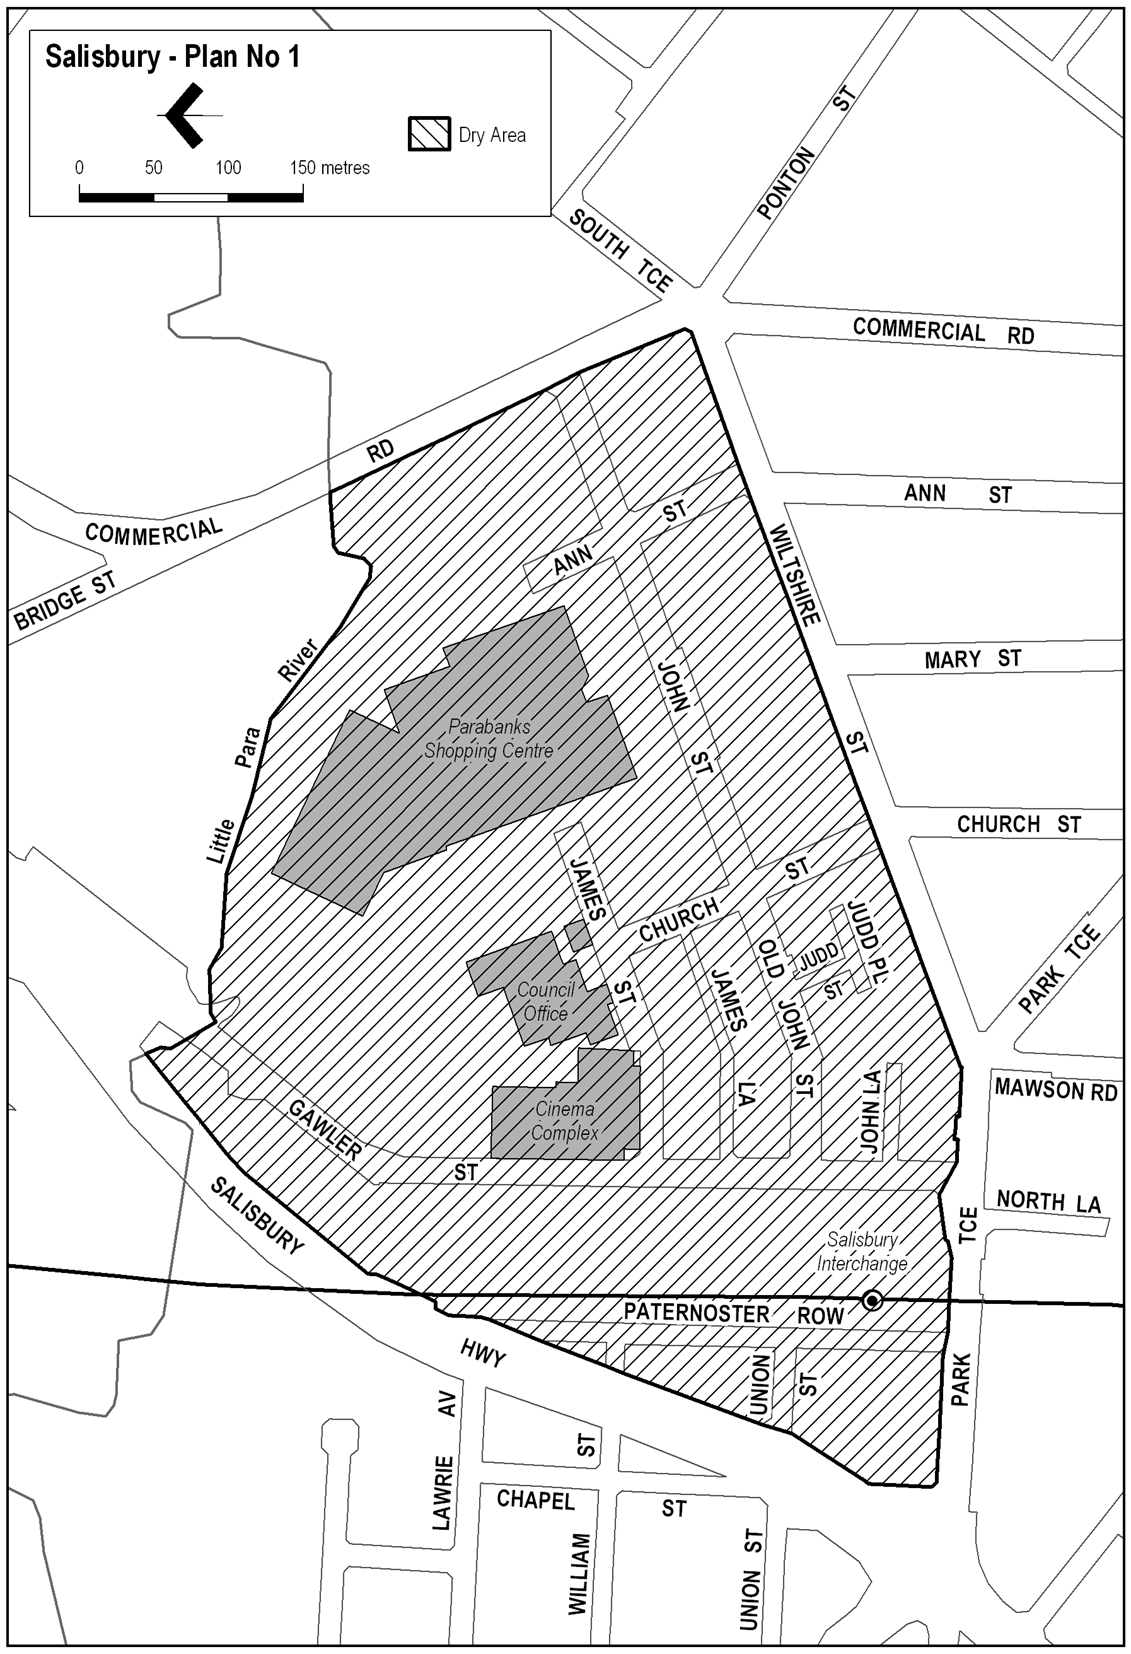 Salisbury - Plan No 1
Dry Area
0 50 100 150 metres
PONTON ST
SOUTH TCE
COMMERCIAL RD
COMMERCIAL RD
BRIDGE ST
ANN ST
ANN ST
WILTSHIRE ST
MARY ST
Little Para River
Parabanks
Shopping Centre
JOHN ST
CHURCH ST
CHURCH ST
JAMES ST
JUDD PL
JUDD ST
OLD JOHN ST
JAMES LA
PARK TCE
Council
Office
Cinema
Complex
JOHN LA
MAWSON RD
GAWLER ST
NORTH LA
SALISBURY HWY
Salisbury
Interchange
PATERNOSTER ROW
PARK TCE
UNION ST
LAWRIE AV
CHAPEL ST
WILLIAM ST
UNION ST